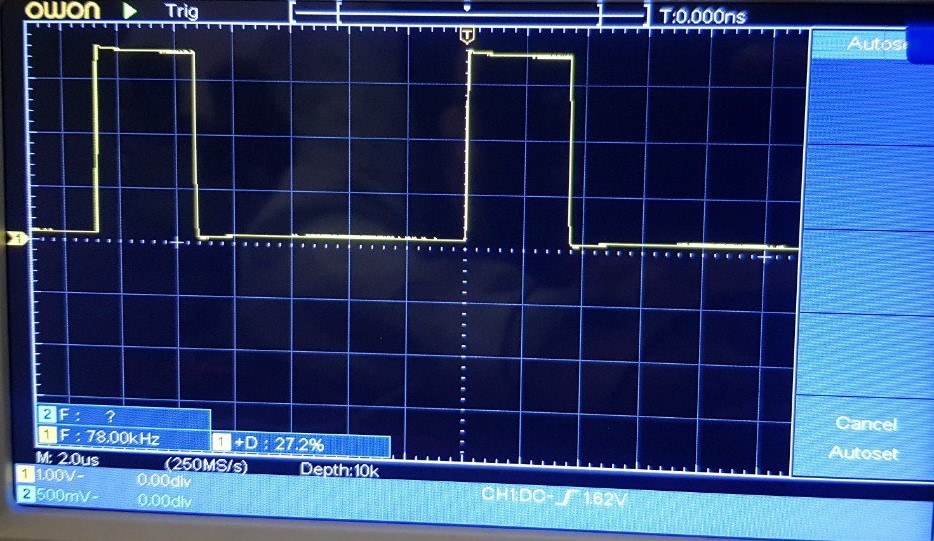 owon Trig T:0.000ns
T
Autose
1
2 F : ?
1 F : 78.00kHz 1 +D : 27.2%
M: 2.0us (250MS/s) Depth:10k
1 1.00V~ 0.00div
2 500mV~ 0.00div
CH1:DC- 1.62V
Cancel
Autoset